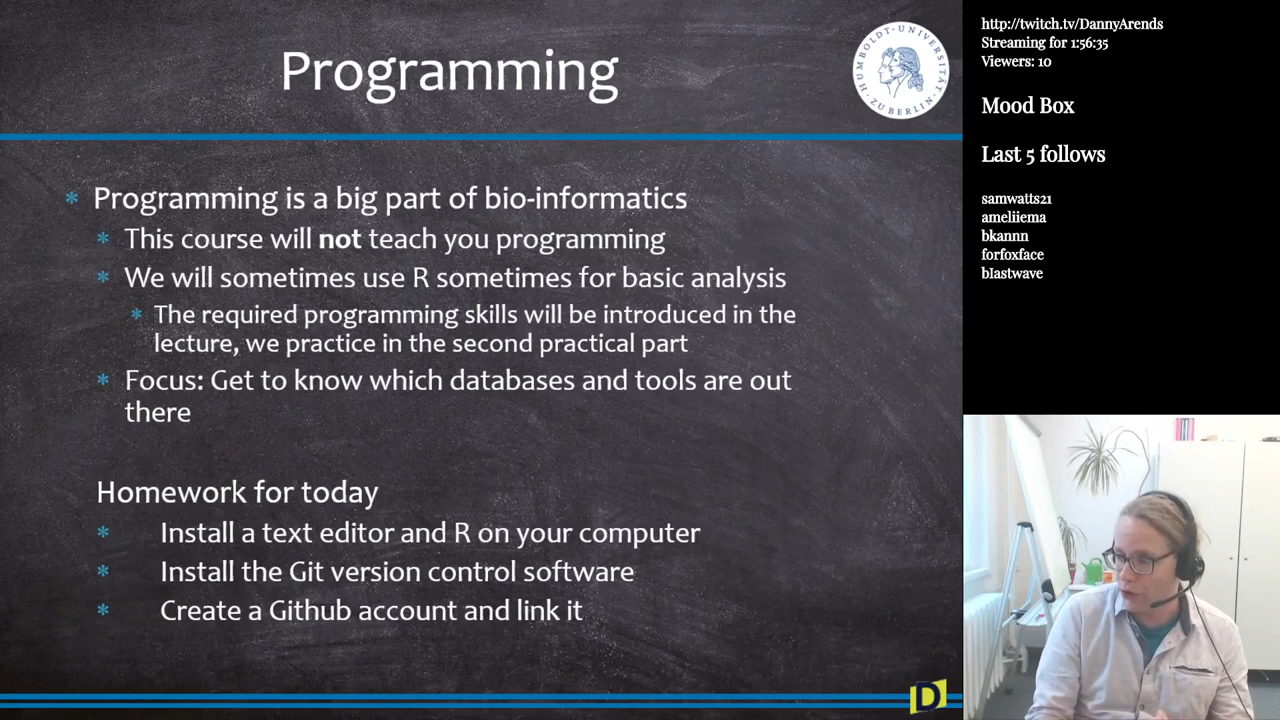 Programming
HUMBOLDT-UNIVERSITÄT
ZU BERLIN
Programming is a big part of bio-informatics
This course will not teach you programming
We will sometimes use R sometimes for basic analysis
The required programming skills will be introduced in the
lecture, we practice in the second practical part
Focus: Get to know which databases and tools are out
there
Homework for today
Install a text editor and R on your computer
Install the Git version control software
Create a Github account and link it
D
http://twitch.tv/DannyArends
Streaming for 1:56:35
Viewers: 10
Mood Box
Last 5 follows
samwatts21
ameliiema
bkannn
forfoxface
blastwave